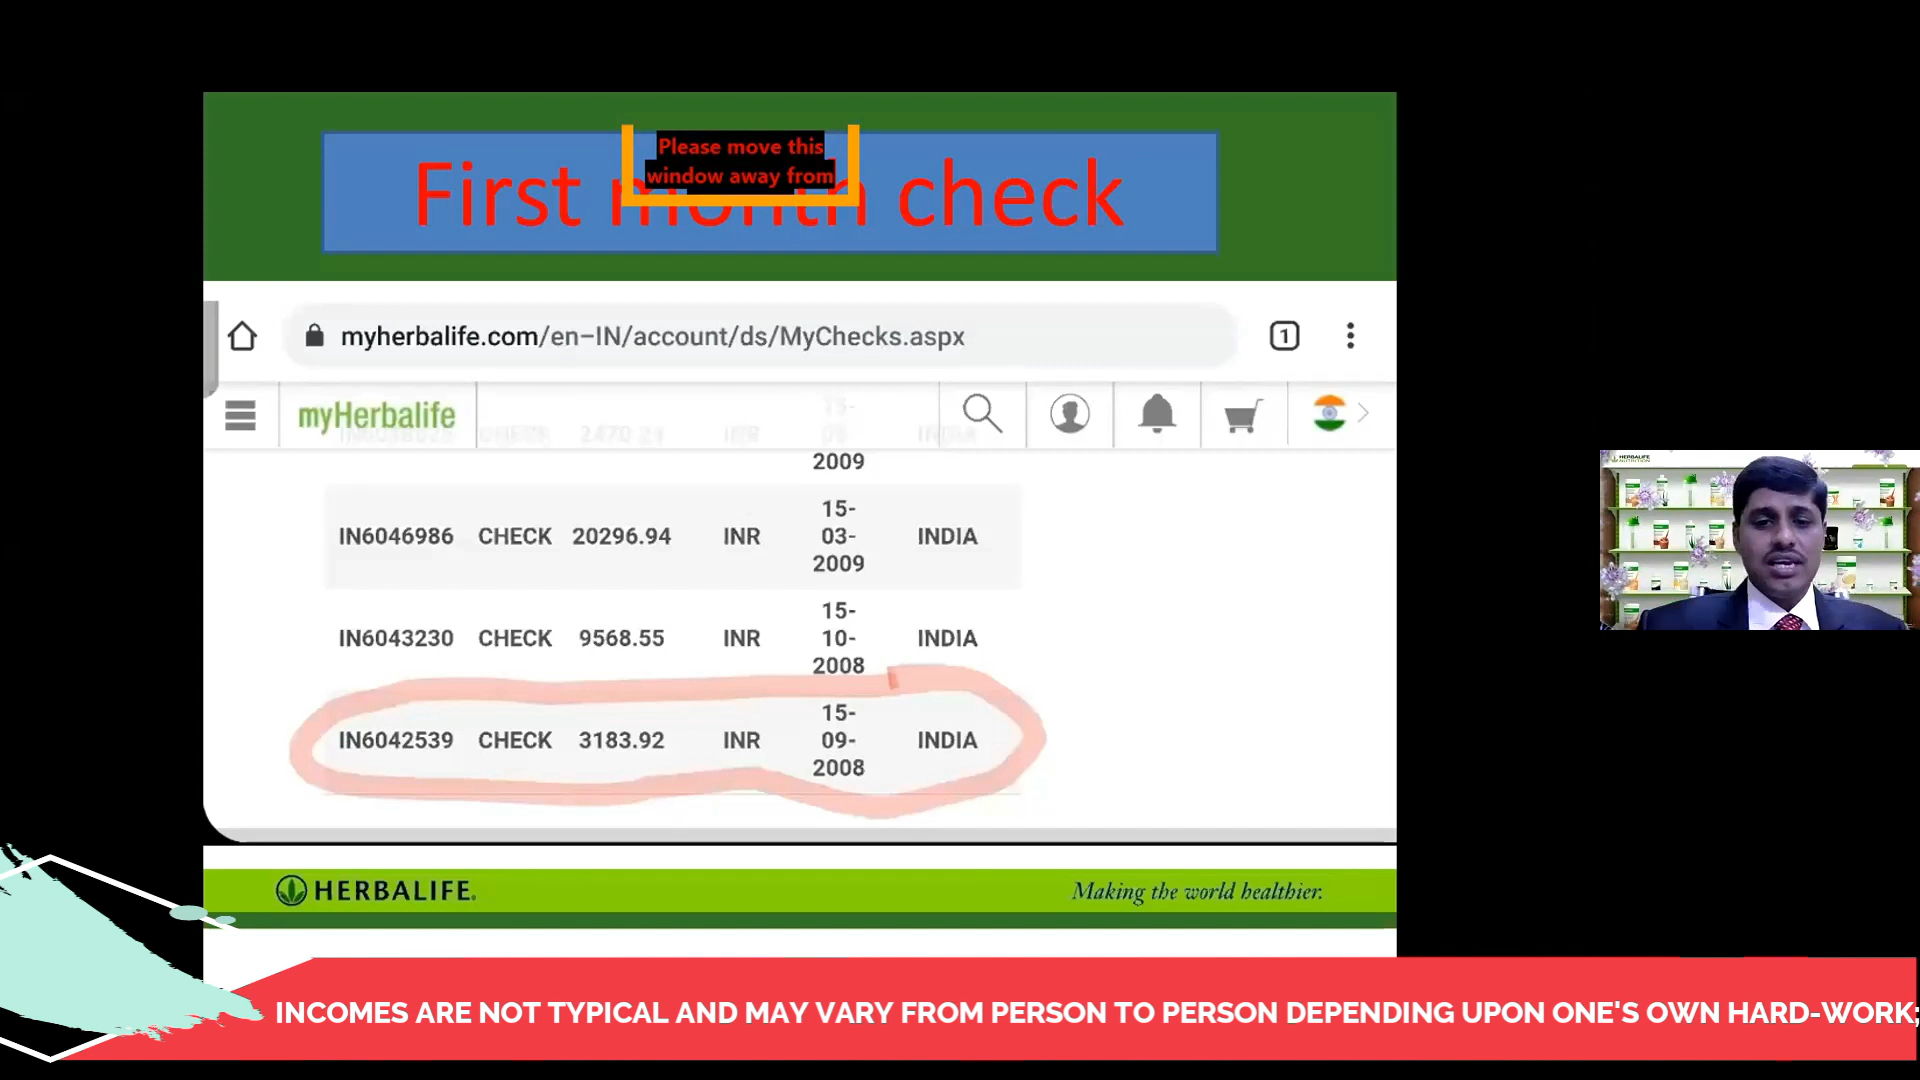 Please move this
window away from
First month check
1
myherbalife.com/en-IN/account/ds/MyChecks.aspx
myHerbalife
2009
IN6046986 CHECK 20296.94 INR 15-03-2009 INDIA
IN6043230 CHECK 9568.55 INR 15-10-2008 INDIA
IN6042539 CHECK 3183.92 INR 15-09-2008 INDIA
HERBALIFE.
Making the world healthier.
HERBALIFE
NUTRITION
INCOMES ARE NOT TYPICAL AND MAY VARY FROM PERSON TO PERSON DEPENDING UPON ONE'S OWN HARD-WORK;